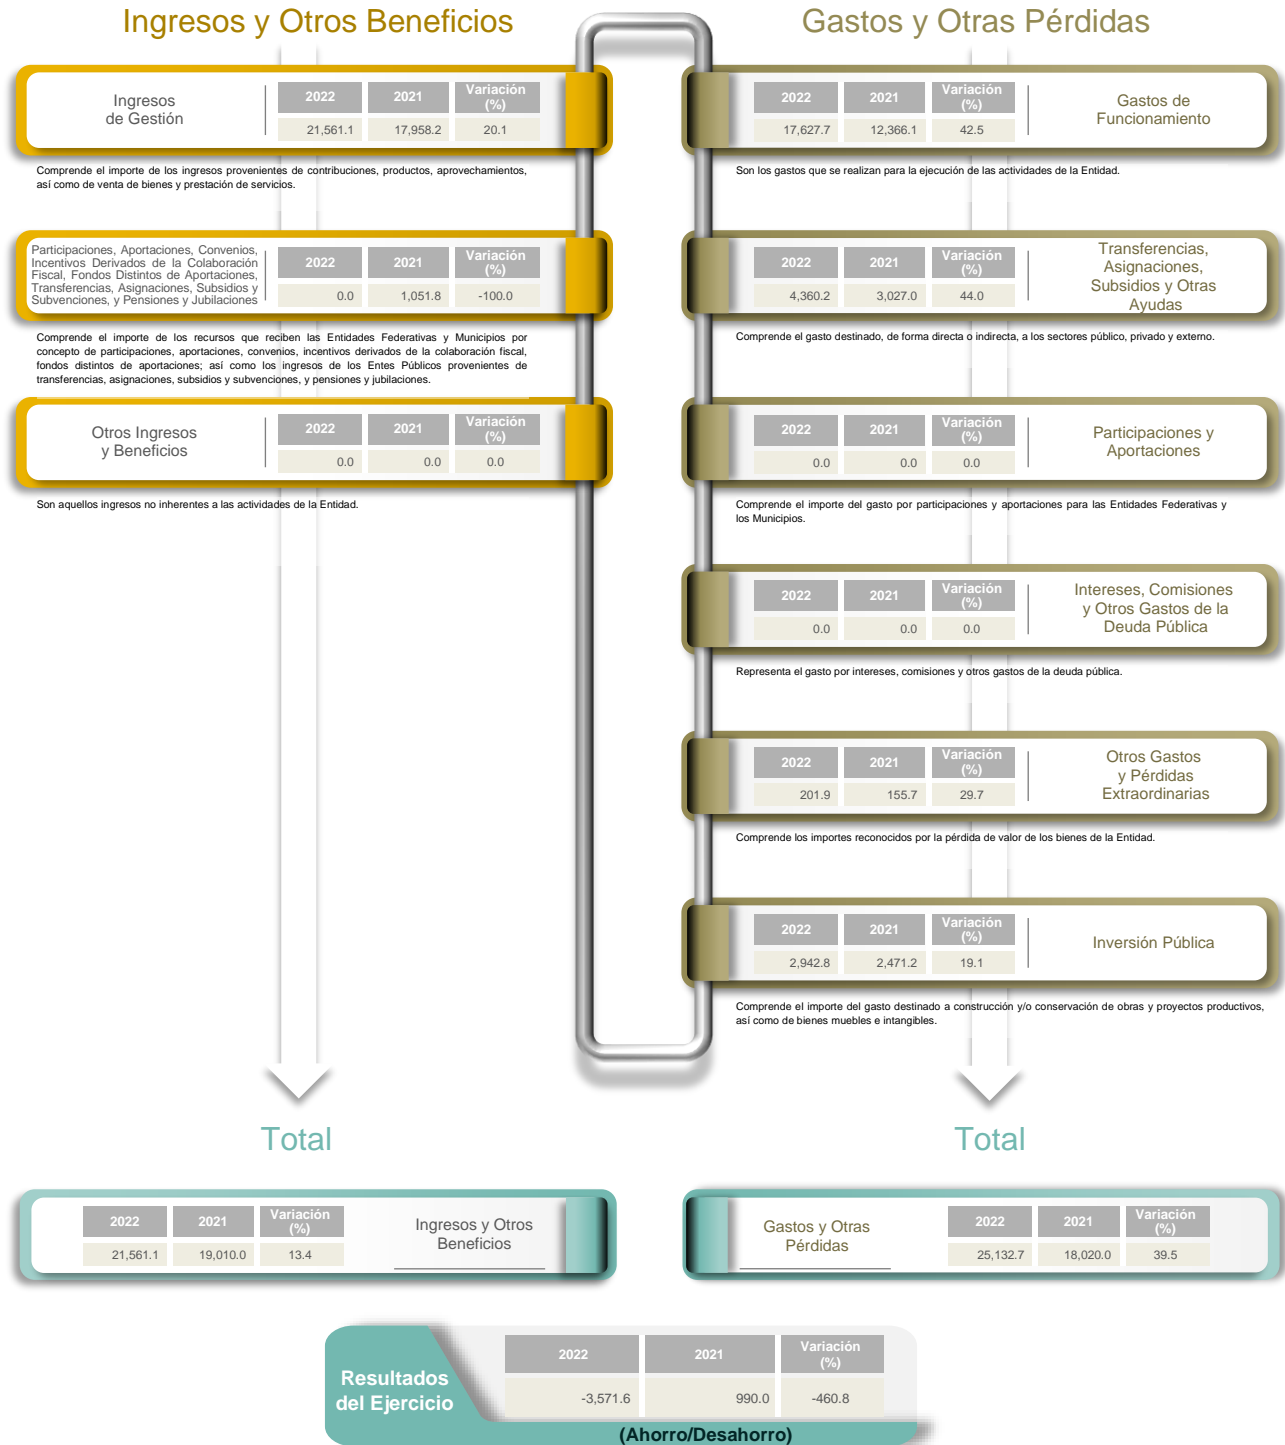 Ingresos y Otros Beneficios
Ingresos
de Gestión
2022 2021 Variación (%)
21,561.1 17,958.2 20.1
Comprende el importe de los ingresos provenientes de contribuciones, productos, aprovechamientos,
así como de venta de bienes y prestación de servicios.
Participaciones, Aportaciones, Convenios,
Incentivos Derivados de la Colaboración
Fiscal, Fondos Distintos de Aportaciones,
Transferencias, Asignaciones, Subsidios y
Subvenciones, y Pensiones y Jubilaciones
2022 2021 Variación (%)
0.0 1,051.8 -100.0
Comprende el importe de los recursos que reciben las Entidades Federativas y Municipios por
concepto de participaciones, aportaciones, convenios, incentivos derivados de la colaboración fiscal,
fondos distintos de aportaciones; así como los ingresos de los Entes Públicos provenientes de
transferencias, asignaciones, subsidios y subvenciones, y pensiones y jubilaciones.
Otros Ingresos
y Beneficios
2022 2021 Variación (%)
0.0 0.0 0.0
Son aquellos ingresos no inherentes a las actividades de la Entidad.
Gastos y Otras Pérdidas
2022 2021 Variación (%)
17,627.7 12,366.1 42.5
Gastos de
Funcionamiento
Son los gastos que se realizan para la ejecución de las actividades de la Entidad.
2022 2021 Variación (%)
4,360.2 3,027.0 44.0
Transferencias,
Asignaciones,
Subsidios y Otras
Ayudas
Comprende el gasto destinado, de forma directa o indirecta, a los sectores público, privado y externo.
2022 2021 Variación (%)
0.0 0.0 0.0
Participaciones y
Aportaciones
Comprende el importe del gasto por participaciones y aportaciones para las Entidades Federativas y
los Municipios.
2022 2021 Variación (%)
0.0 0.0 0.0
Intereses, Comisiones
y Otros Gastos de la
Deuda Pública
Representa el gasto por intereses, comisiones y otros gastos de la deuda pública.
2022 2021 Variación (%)
201.9 155.7 29.7
Otros Gastos
y Pérdidas
Extraordinarias
Comprende los importes reconocidos por la pérdida de valor de los bienes de la Entidad.
2022 2021 Variación (%)
2,942.8 2,471.2 19.1
Inversión Pública
Comprende el importe del gasto destinado a construcción y/o conservación de obras y proyectos productivos,
así como de bienes muebles e intangibles.
Total
2022 2021 Variación (%)
21,561.1 19,010.0 13.4
Ingresos y Otros
Beneficios
Total
Gastos y Otras
Pérdidas
2022 2021 Variación (%)
25,132.7 18,020.0 39.5
Resultados
del Ejercicio
2022 2021 Variación (%)
-3,571.6 990.0 -460.8
(Ahorro/Desahorro)